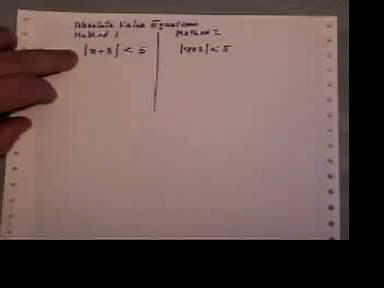 Absolute Value Equations
Method 1 Method 2
|x+3| < 5 |x+3| < 5